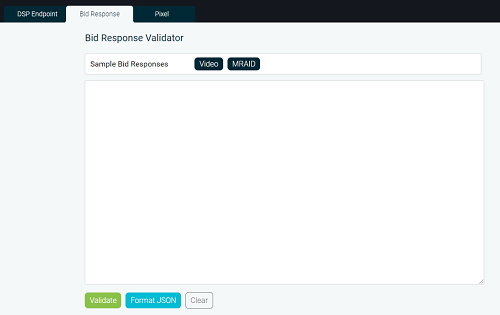 DSP Endpoint Bid Response Pixel
Bid Response Validator
Sample Bid Responses Video MRAID
Validate Format JSON Clear